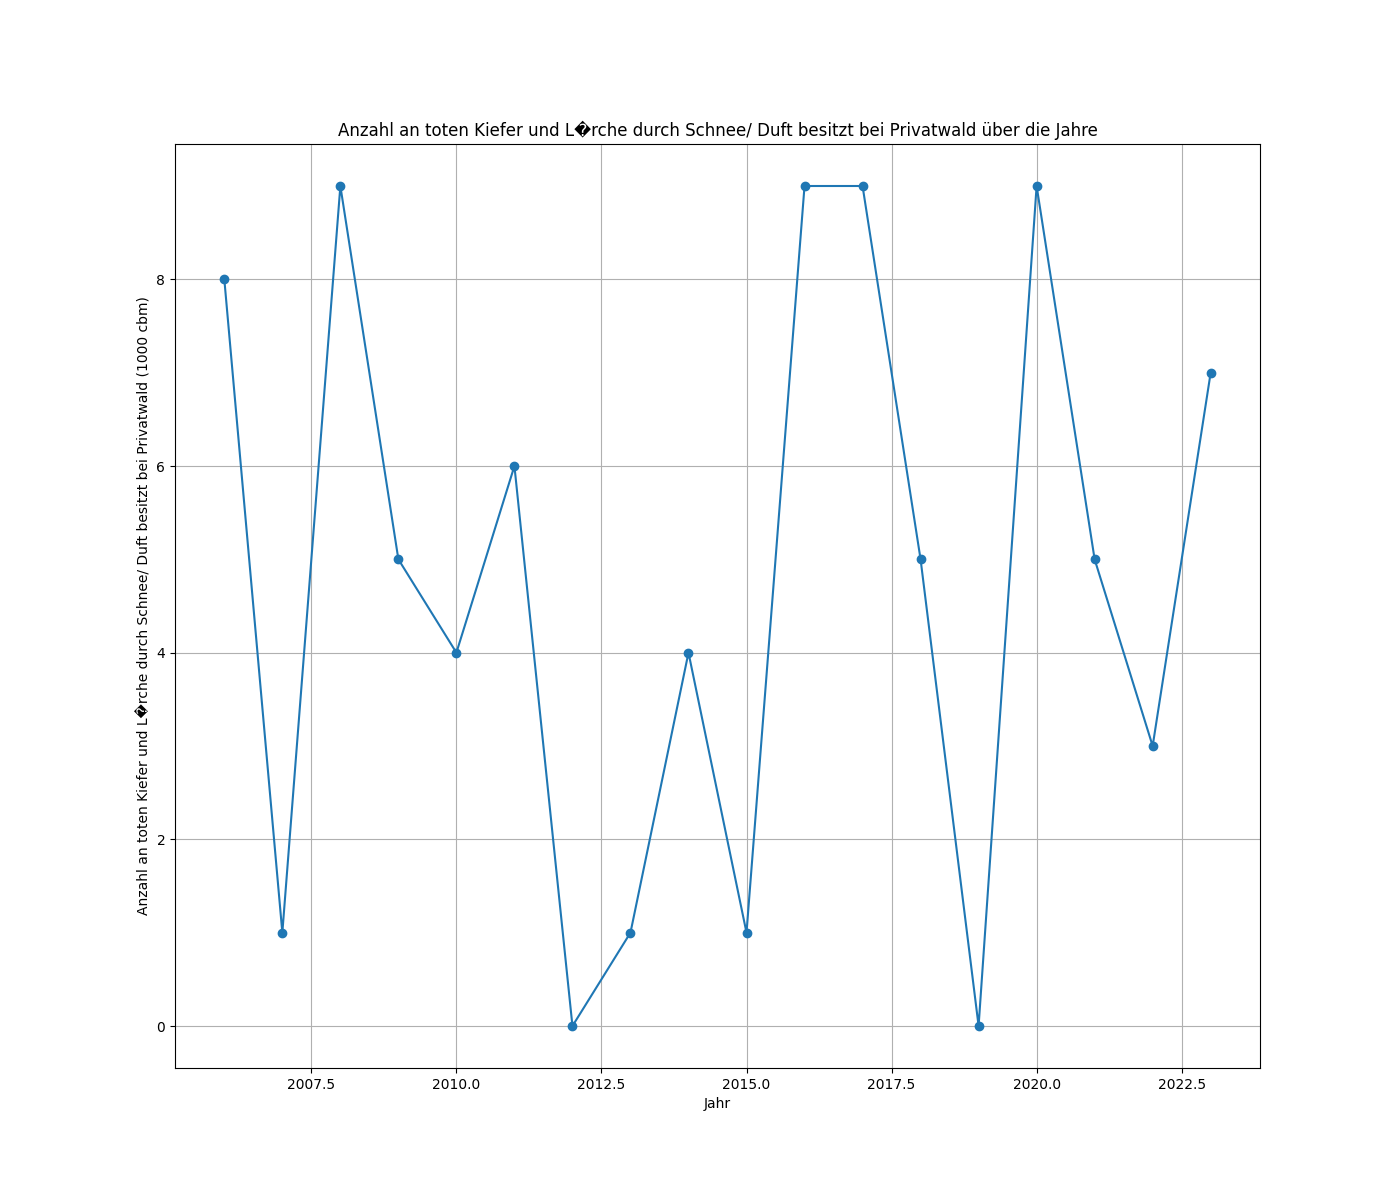 Anzahl an toten Kiefer und L�rche durch Schnee/ Duft besitzt bei Privatwald über die Jahre
Anzahl an toten Kiefer und L�rche durch Schnee/ Duft besitzt bei Privatwald (1000 cbm)
8
6
4
2
0
2007.5 2010.0 2012.5 2015.0 2017.5 2020.0 2022.5
Jahr